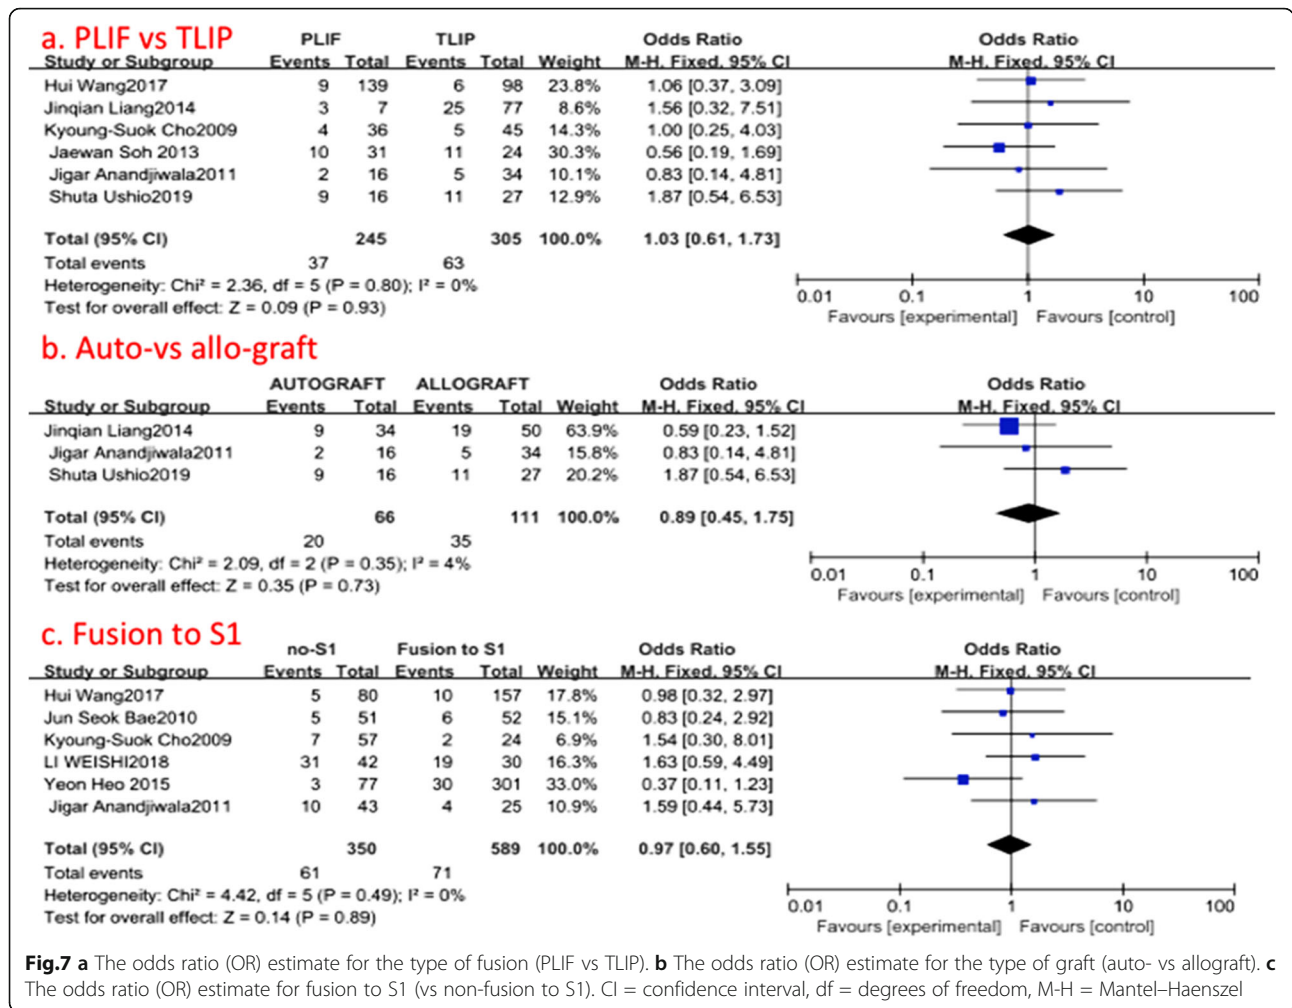 a. PLIF vs TLIP
PLIF TLIP Odds Ratio Odds Ratio
Study or Subgroup Events Total Events Total Weight M-H. Fixed. 95% CI M-H. Fixed. 95% CI
Hui Wang2017 9 139 6 98 23.8% 1.06 [0.37, 3.09]
Jinqian Liang2014 3 7 25 77 8.6% 1.56 [0.32, 7.51]
Kyoung-Suok Cho2009 4 36 5 45 14.3% 1.00 [0.25, 4.03]
Jaewan Soh 2013 10 31 11 24 30.3% 0.56 [0.19, 1.69]
Jigar Anandjiwala2011 2 16 5 34 10.1% 0.83 [0.14, 4.81]
Shuta Ushio2019 9 16 11 27 12.9% 1.87 [0.54, 6.53]
Total (95% CI) 245 305 100.0% 1.03 [0.61, 1.73]
Total events 37 63
Heterogeneity: Chi² = 2.36, df = 5 (P = 0.80); I² = 0%
Test for overall effect: Z = 0.09 (P = 0.93)
0.01 0.1 1 10 100
Favours [experimental] Favours [control]
b. Auto-vs allo-graft
AUTOGRAFT ALLOGRAFT Odds Ratio Odds Ratio
Study or Subgroup Events Total Events Total Weight M-H. Fixed. 95% CI M-H. Fixed. 95% CI
Jinqian Liang2014 9 34 19 50 63.9% 0.59 [0.23, 1.52]
Jigar Anandjiwala2011 2 16 5 34 15.8% 0.83 [0.14, 4.81]
Shuta Ushio2019 9 16 11 27 20.2% 1.87 [0.54, 6.53]
Total (95% CI) 66 111 100.0% 0.89 [0.45, 1.75]
Total events 20 35
Heterogeneity: Chi² = 2.09, df = 2 (P = 0.35); I² = 4%
Test for overall effect: Z = 0.35 (P = 0.73)
0.01 0.1 1 10 100
Favours [experimental] Favours [control]
c. Fusion to S1
no-S1 Fusion to S1 Odds Ratio Odds Ratio
Study or Subgroup Events Total Events Total Weight M-H. Fixed. 95% CI M-H. Fixed. 95% CI
Hui Wang2017 5 80 10 157 17.8% 0.98 [0.32, 2.97]
Jun Seok Bae2010 5 51 6 52 15.1% 0.83 [0.24, 2.92]
Kyoung-Suok Cho2009 7 57 2 24 6.9% 1.54 [0.30, 8.01]
LI WEISHI2018 31 42 19 30 16.3% 1.63 [0.59, 4.49]
Yeon Heo 2015 3 77 30 301 33.0% 0.37 [0.11, 1.23]
Jigar Anandjiwala2011 10 43 4 25 10.9% 1.59 [0.44, 5.73]
Total (95% CI) 350 589 100.0% 0.97 [0.60, 1.55]
Total events 61 71
Heterogeneity: Chi² = 4.42, df = 5 (P = 0.49); I² = 0%
Test for overall effect: Z = 0.14 (P = 0.89)
0.01 0.1 1 10 100
Favours [experimental] Favours [control]
Fig.7 a The odds ratio (OR) estimate for the type of fusion (PLIF vs TLIP). b The odds ratio (OR) estimate for the type of graft (auto- vs allograft). c
The odds ratio (OR) estimate for fusion to S1 (vs non-fusion to S1). CI = confidence interval, df = degrees of freedom, M-H = Mantel–Haenszel